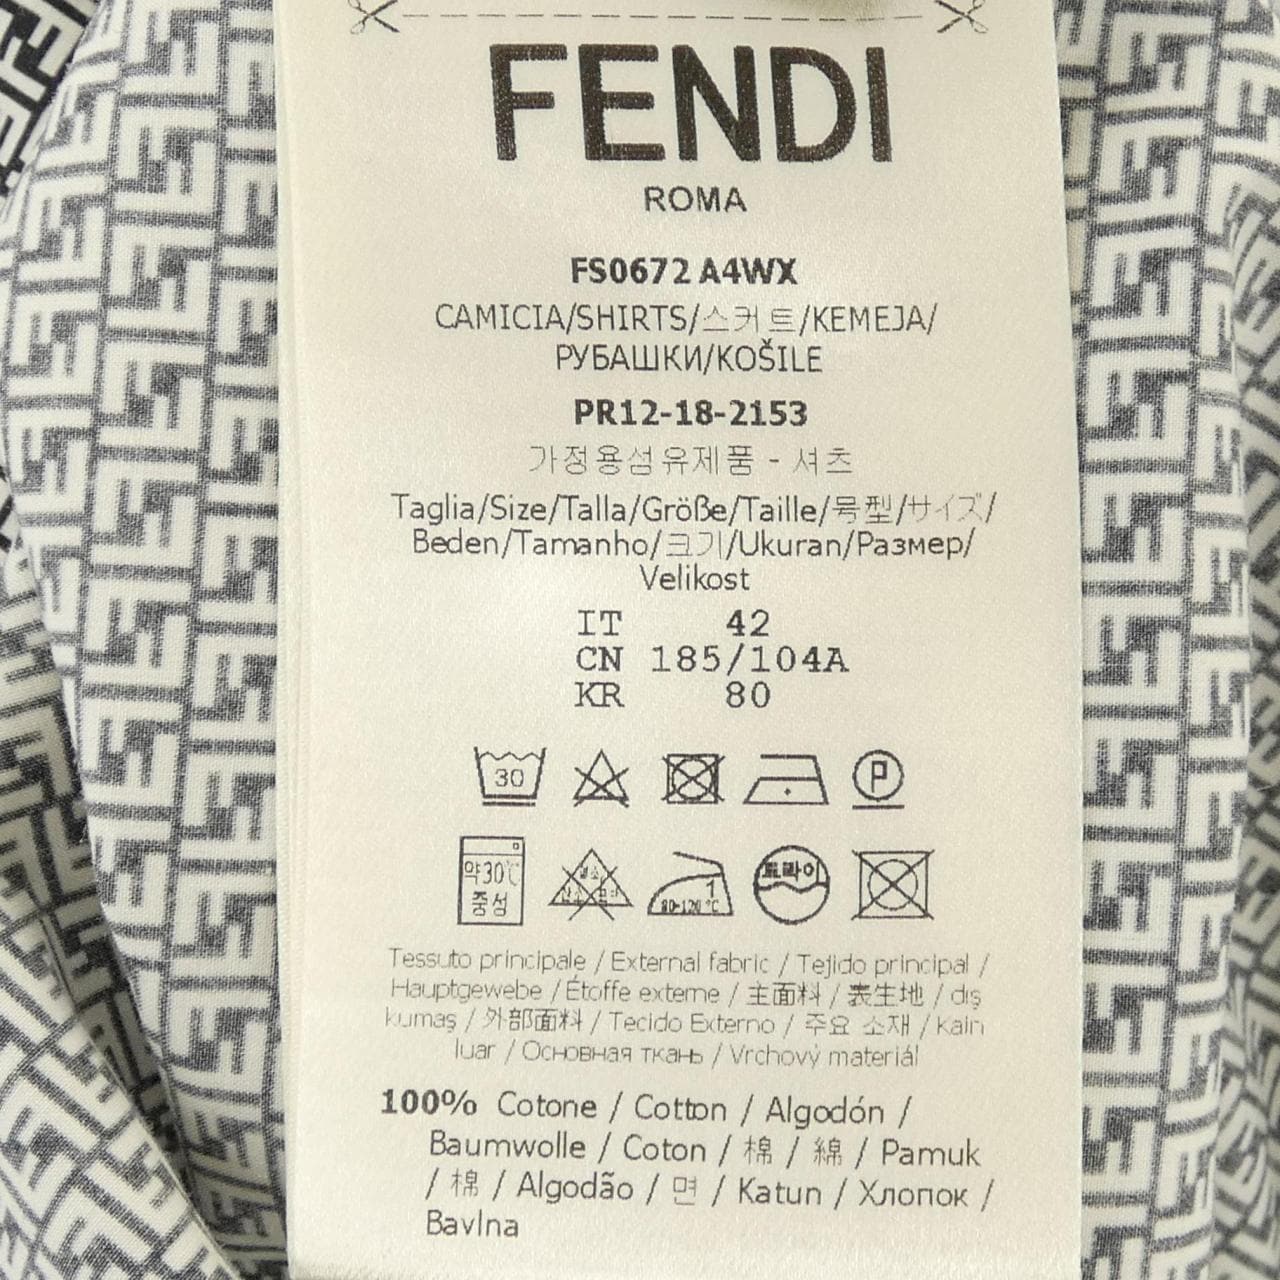 FENDI
ROMA
FS0672 A4WX
CAMICIA/SHIRTS/스커트/KEMEJA/
РУБАШКИ/KOŠILE
PR12-18-2153
가정용섬유제품 - 셔츠
Taglia/Size/Talla/Größe/Taille/号型/サイズ/
Beden/Tamanho/크기/Ukuran/Размер/
Velikost
IT 42
CN 185/104A
KR 80
30 P
약30℃ 1 드라이
중성 80-120℃
Tessuto principale / External fabric / Tejido principal /
Hauptgewebe / Étoffe externe / 主面料 / 表生地 / dış
kumaş / 外部面料 / Tecido Externo / 주요 소재 / kain
luar / Основная ткань / Vrchový materiál
100% Cotone / Cotton / Algodón /
Baumwolle / Coton / 棉 / 綿 / Pamuk
/ 棉 / Algodão / 면 / Katun / Хлопок /
Bavlna